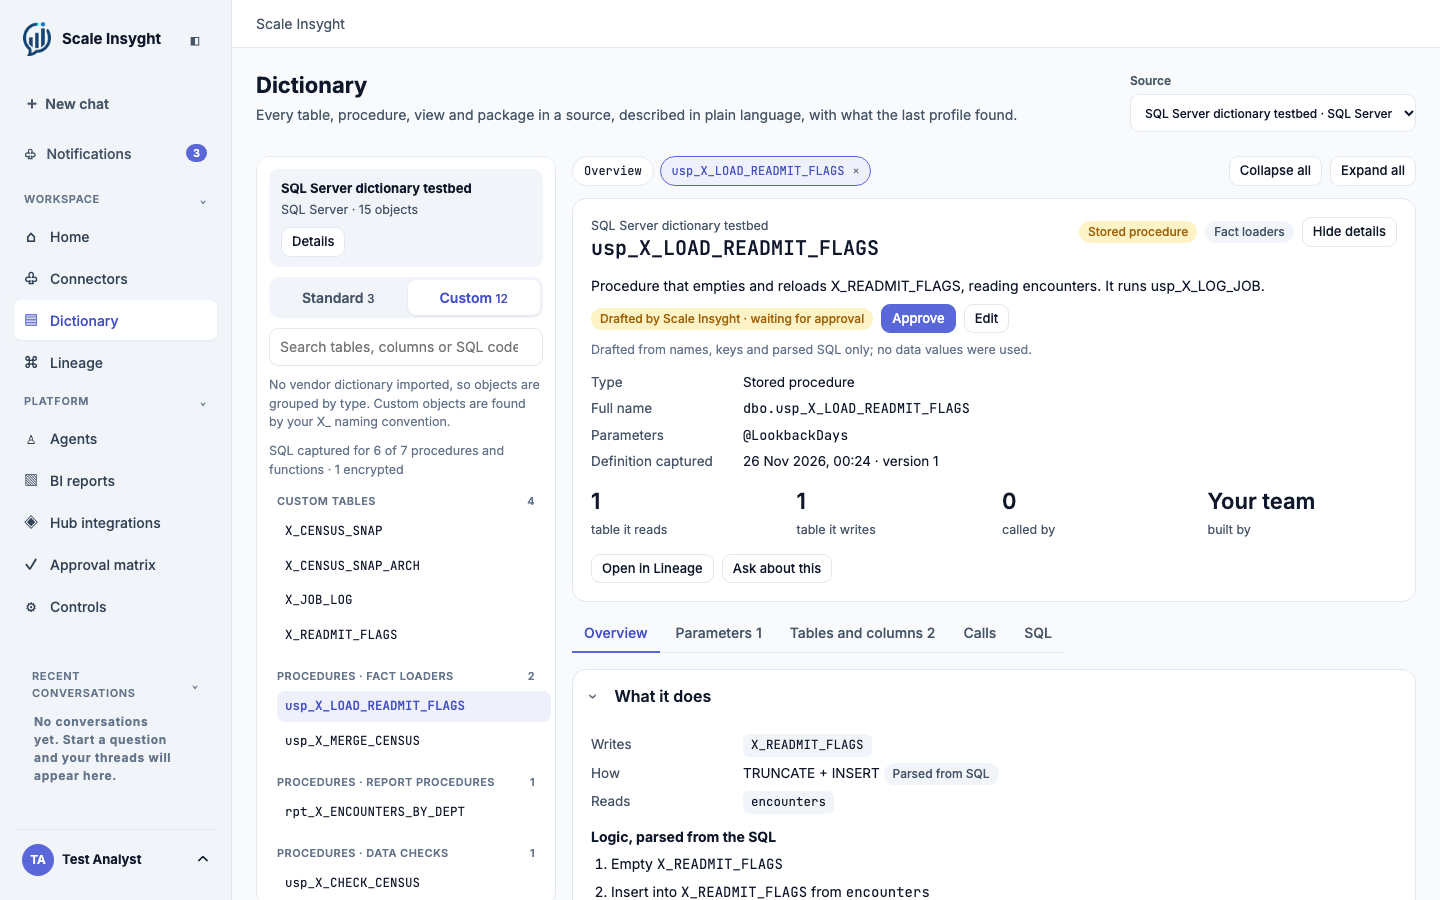 Scale Insyght
New chat
Notifications
3
WORKSPACE
Home
Connectors
Dictionary
Lineage
PLATFORM
Agents
BI reports
Hub integrations
Approval matrix
Controls
RECENT
CONVERSATIONS
No conversations
yet. Start a question
and your threads will
appear here.
TA
Test Analyst
Scale Insyght
Dictionary
Every table, procedure, view and package in a source, described in plain language, with what the last profile found.
Source
SQL Server dictionary testbed · SQL Server
SQL Server dictionary testbed
SQL Server · 15 objects
Details
Standard 3
Custom 12
Search tables, columns or SQL code
No vendor dictionary imported, so objects are
grouped by type. Custom objects are found
by your X_ naming convention.
SQL captured for 6 of 7 procedures and
functions · 1 encrypted
CUSTOM TABLES 4
X_CENSUS_SNAP
X_CENSUS_SNAP_ARCH
X_JOB_LOG
X_READMIT_FLAGS
PROCEDURES · FACT LOADERS 2
usp_X_LOAD_READMIT_FLAGS
usp_X_MERGE_CENSUS
PROCEDURES · REPORT PROCEDURES 1
rpt_X_ENCOUNTERS_BY_DEPT
PROCEDURES · DATA CHECKS 1
usp_X_CHECK_CENSUS
Overview
usp_X_LOAD_READMIT_FLAGS ×
Collapse all
Expand all
SQL Server dictionary testbed
usp_X_LOAD_READMIT_FLAGS
Stored procedure
Fact loaders
Hide details
Procedure that empties and reloads X_READMIT_FLAGS, reading encounters. It runs usp_X_LOG_JOB.
Drafted by Scale Insyght · waiting for approval
Approve
Edit
Drafted from names, keys and parsed SQL only; no data values were used.
Type Stored procedure
Full name dbo.usp_X_LOAD_READMIT_FLAGS
Parameters @LookbackDays
Definition captured 26 Nov 2026, 00:24 · version 1
1
table it reads
1
table it writes
0
called by
Your team
built by
Open in Lineage
Ask about this
Overview
Parameters 1
Tables and columns 2
Calls
SQL
What it does
Writes X_READMIT_FLAGS
How TRUNCATE + INSERT Parsed from SQL
Reads encounters
Logic, parsed from the SQL
1. Empty X_READMIT_FLAGS
2. Insert into X_READMIT_FLAGS from encounters